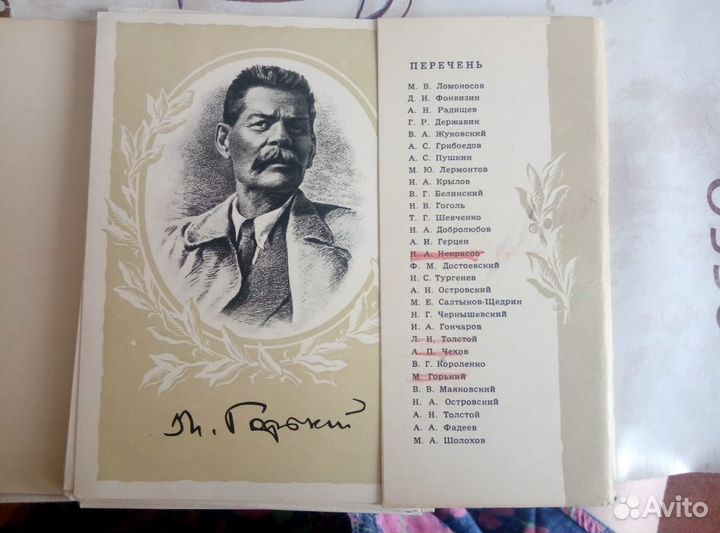 М. Горький
ПЕРЕЧЕНЬ
М. В. Ломоносов
Д. И. Фонвизин
А. Н. Радищев
Г. Р. Державин
В. А. Жуковский
А. С. Грибоедов
А. С. Пушкин
М. Ю. Лермонтов
И. А. Крылов
В. Г. Белинский
Н. В. Гоголь
Т. Г. Шевченко
Н. А. Добролюбов
А. И. Герцен
Н. А. Некрасов
Ф. М. Достоевский
И. С. Тургенев
А. Н. Островский
М. Е. Салтыков-Щедрин
Н. Г. Чернышевский
И. А. Гончаров
Л. Н. Толстой
А. П. Чехов
В. Г. Короленко
М. Горький
В. В. Маяковский
Н. А. Островский
А. Н. Толстой
А. А. Фадеев
М. А. Шолохов
Avito